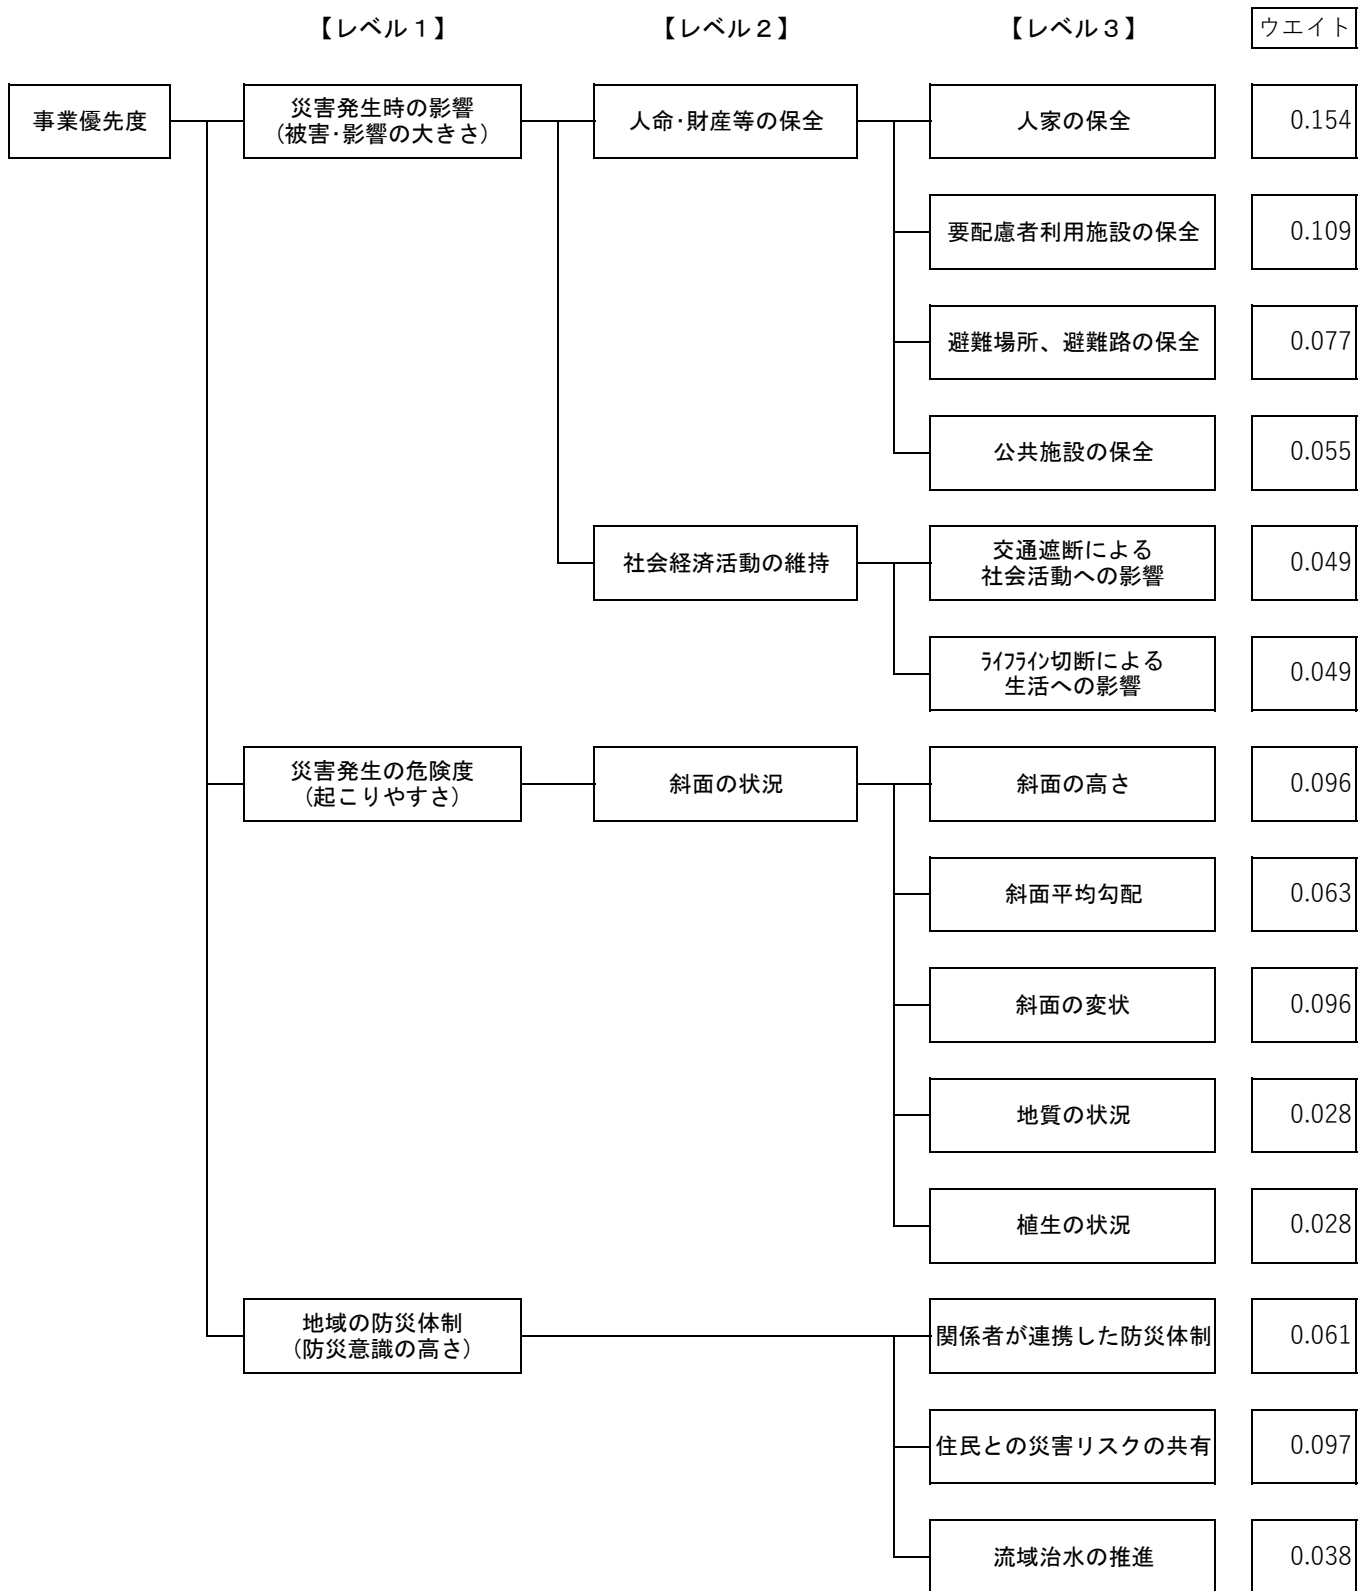 【レベル１】
【レベル２】
【レベル３】
ウエイト
事業優先度
災害発生時の影響
(被害･影響の大きさ)
人命･財産等の保全
人家の保全
0.154
要配慮者利用施設の保全
0.109
避難場所、避難路の保全
0.077
公共施設の保全
0.055
社会経済活動の維持
交通遮断による
社会活動への影響
0.049
ﾗｲﾌﾗｲﾝ切断による
生活への影響
0.049
災害発生の危険度
(起こりやすさ)
斜面の状況
斜面の高さ
0.096
斜面平均勾配
0.063
斜面の変状
0.096
地質の状況
0.028
植生の状況
0.028
地域の防災体制
(防災意識の高さ)
関係者が連携した防災体制
0.061
住民との災害リスクの共有
0.097
流域治水の推進
0.038